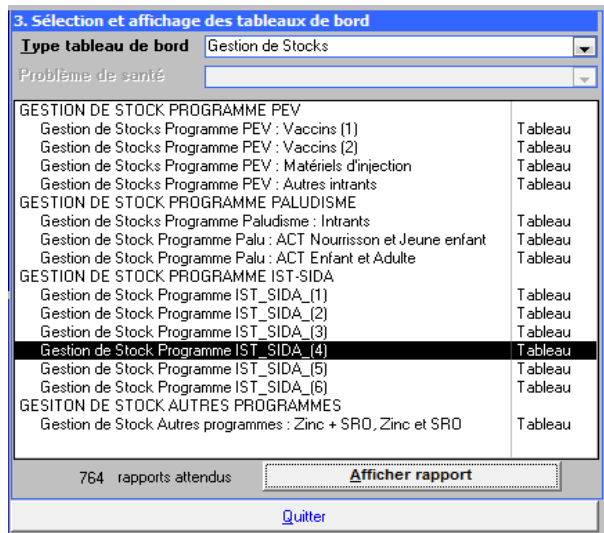 3. Sélection et affichage des tableaux de bord
Type tableau de bord Gestion de Stocks
Problème de santé
GESTION DE STOCK PROGRAMME PEV
Gestion de Stocks Programme PEV : Vaccins (1) Tableau
Gestion de Stocks Programme PEV : Vaccins (2) Tableau
Gestion de Stocks Programme PEV : Matériels d'injection Tableau
Gestion de Stocks Programme PEV : Autres intrants Tableau
GESTION DE STOCK PROGRAMME PALUDISME
Gestion de Stocks Programme Paludisme : Intrants Tableau
Gestion de Stock Programme Palu : ACT Nourrisson et Jeune enfant Tableau
Gestion de Stock Programme Palu : ACT Enfant et Adulte Tableau
GESTION DE STOCK PROGRAMME IST-SIDA
Gestion de Stock Programme IST_SIDA_(1) Tableau
Gestion de Stock Programme IST_SIDA_(2) Tableau
Gestion de Stock Programme IST_SIDA_(3) Tableau
Gestion de Stock Programme IST_SIDA_(4) Tableau
Gestion de Stock Programme IST_SIDA_(5) Tableau
Gestion de Stock Programme IST_SIDA_(6) Tableau
GESITON DE STOCK AUTRES PROGRAMMES
Gestion de Stock Autres programmes : Zinc + SRO, Zinc et SRO Tableau
764 rapports attendus Afficher rapport
Quitter